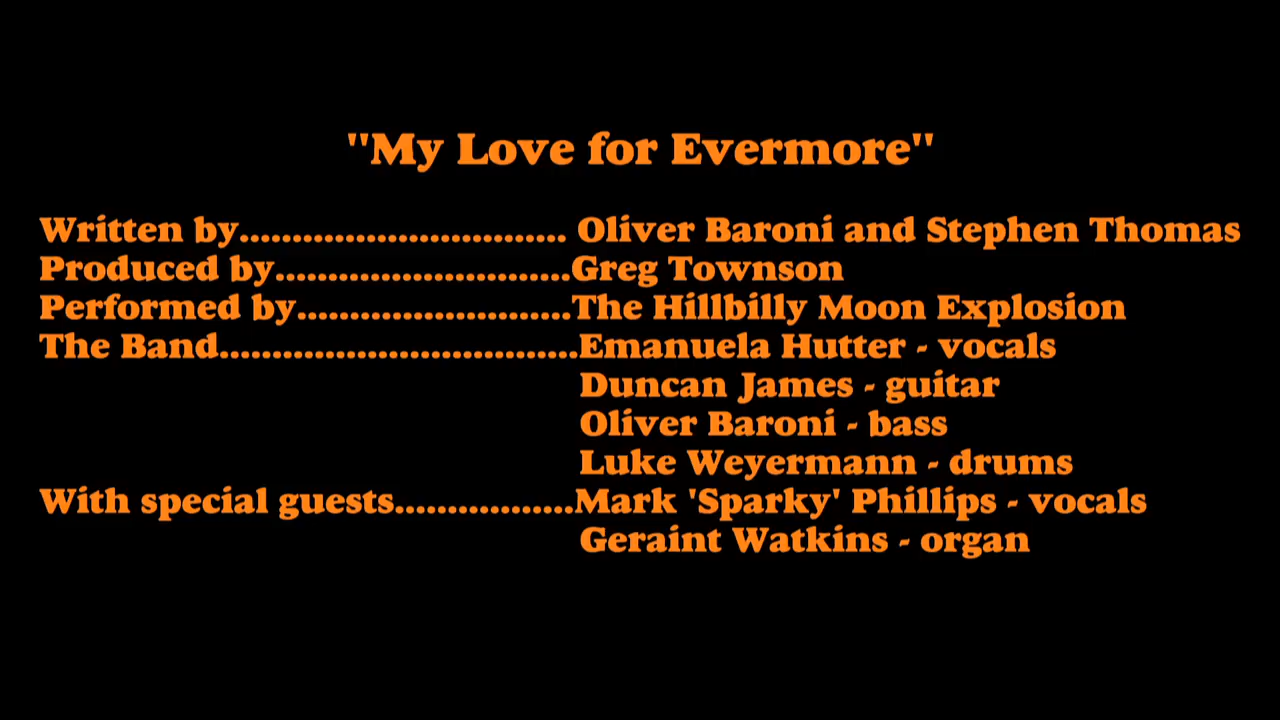 "My Love for Evermore"
Written by............................... Oliver Baroni and Stephen Thomas
Produced by............................Greg Townson
Performed by..........................The Hillbilly Moon Explosion
The Band..................................Emanuela Hutter - vocals
Duncan James - guitar
Oliver Baroni - bass
Luke Weyermann - drums
With special guests.................Mark 'Sparky' Phillips - vocals
Geraint Watkins - organ